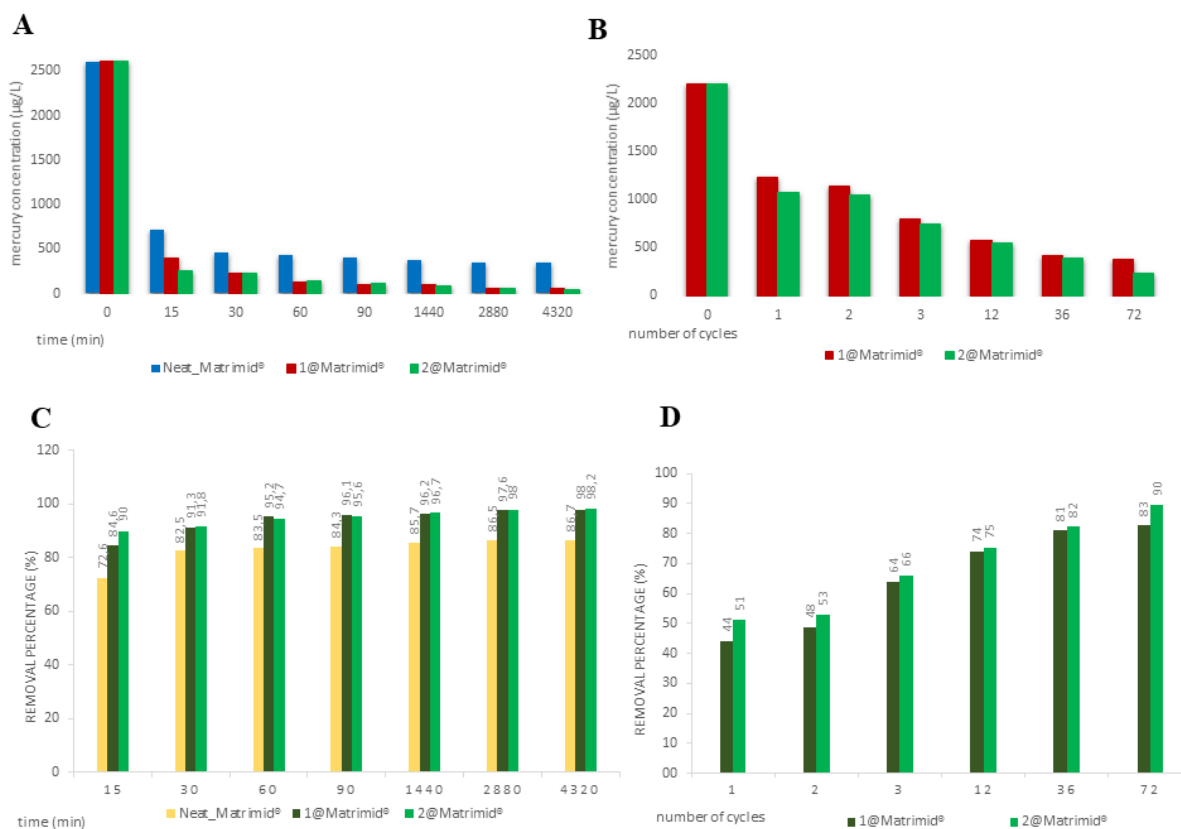 A
mercury concentration (µg/L)
2500
2000
1500
1000
500
0
0 15 30 60 90 1440 2880 4320
time (min)
Neat_Matrimid® 1@Matrimid® 2@Matrimid®
B
mercury concentration (µg/L)
2500
2000
1500
1000
500
0
0 1 2 3 12 36 72
number of cycles
1@Matrimid® 2@Matrimid®
C
REMOVAL PERCENTAGE (%)
120
100
80
60
40
20
0
72,6 84,6 90
82,5 91,3 91,8
83,5 95,2 94,7
84,3 96,1 95,6
85,7 96,2 96,7
86,5 97,6 98
86,7 98 98,2
15 30 60 90 1440 2880 4320
time (min)
Neat_Matrimid® 1@Matrimid® 2@Matrimid®
D
REMOVAL PERCENTAGE (%)
100
90
80
70
60
50
40
30
20
10
00
44 51
48 53
64 66
74 75
81 82
83 90
1 2 3 12 36 72
number of cycles
1@Matrimid® 2@Matrimid®